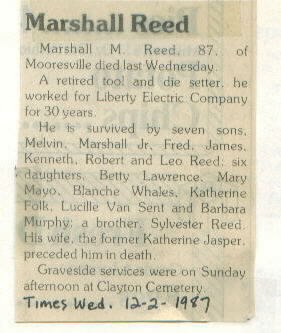 Marshall Reed
Marshall M. Reed, 87, of
Mooresville died last Wednesday.
A retired tool and die setter, he
worked for Liberty Electric Company
for 30 years.
He is survived by seven sons,
Melvin, Marshall Jr, Fred, James,
Kenneth, Robert and Leo Reed; six
daughters, Betty Lawrence, Mary
Mayo, Blanche Whales, Katherine
Folk, Lucille Van Sent and Barbara
Murphy; a brother, Sylvester Reed.
His wife, the former Katherine Jasper,
preceded him in death.
Graveside services were on Sunday
afternoon at Clayton Cemetery.
Times Wed. 12-2-1987